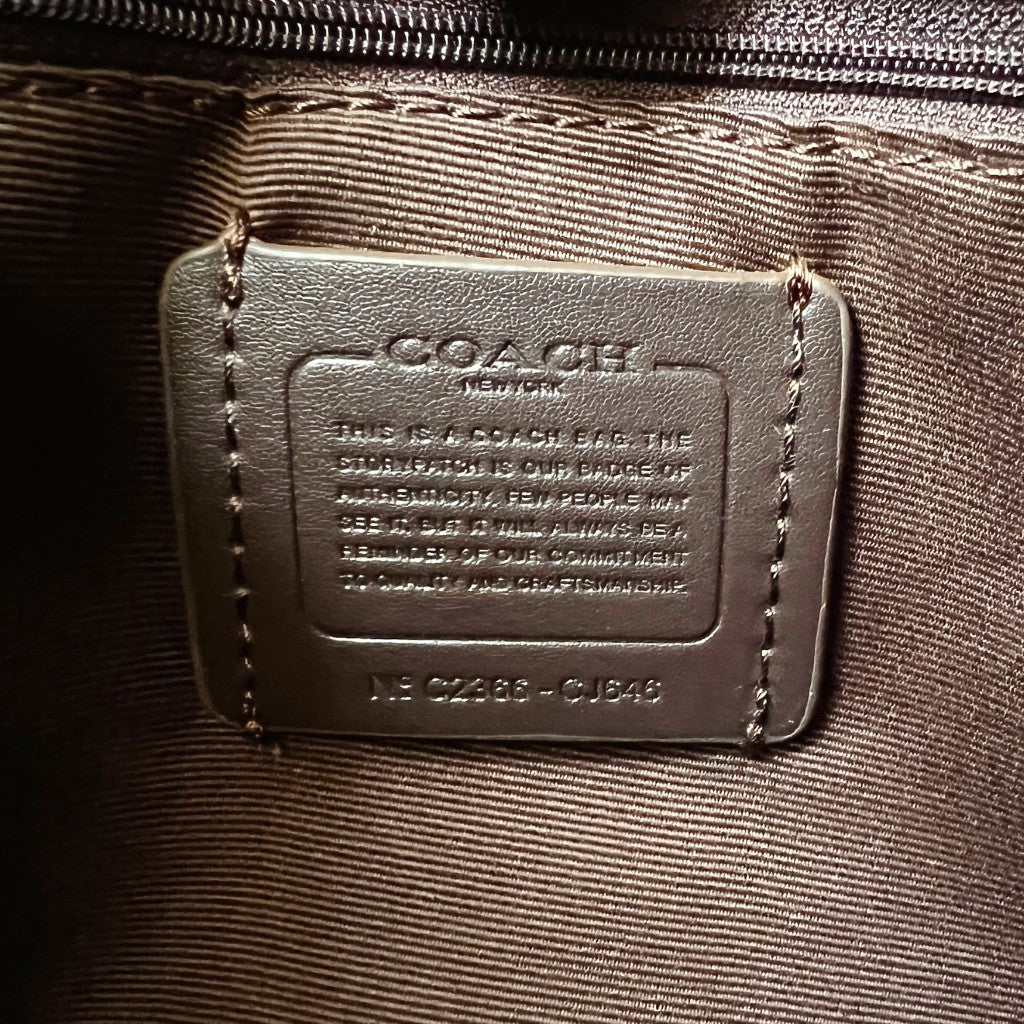 COACH
NEW YORK
THIS IS A COACH BAG. THE
STORYPATCH IS OUR BADGE OF
AUTHENTICITY. FEW PEOPLE MAY
SEE IT, BUT IT WILL ALWAYS BE A
REMINDER OF OUR COMMITMENT
TO QUALITY AND CRAFTSMANSHIP.
Nº C2366 - CJ646